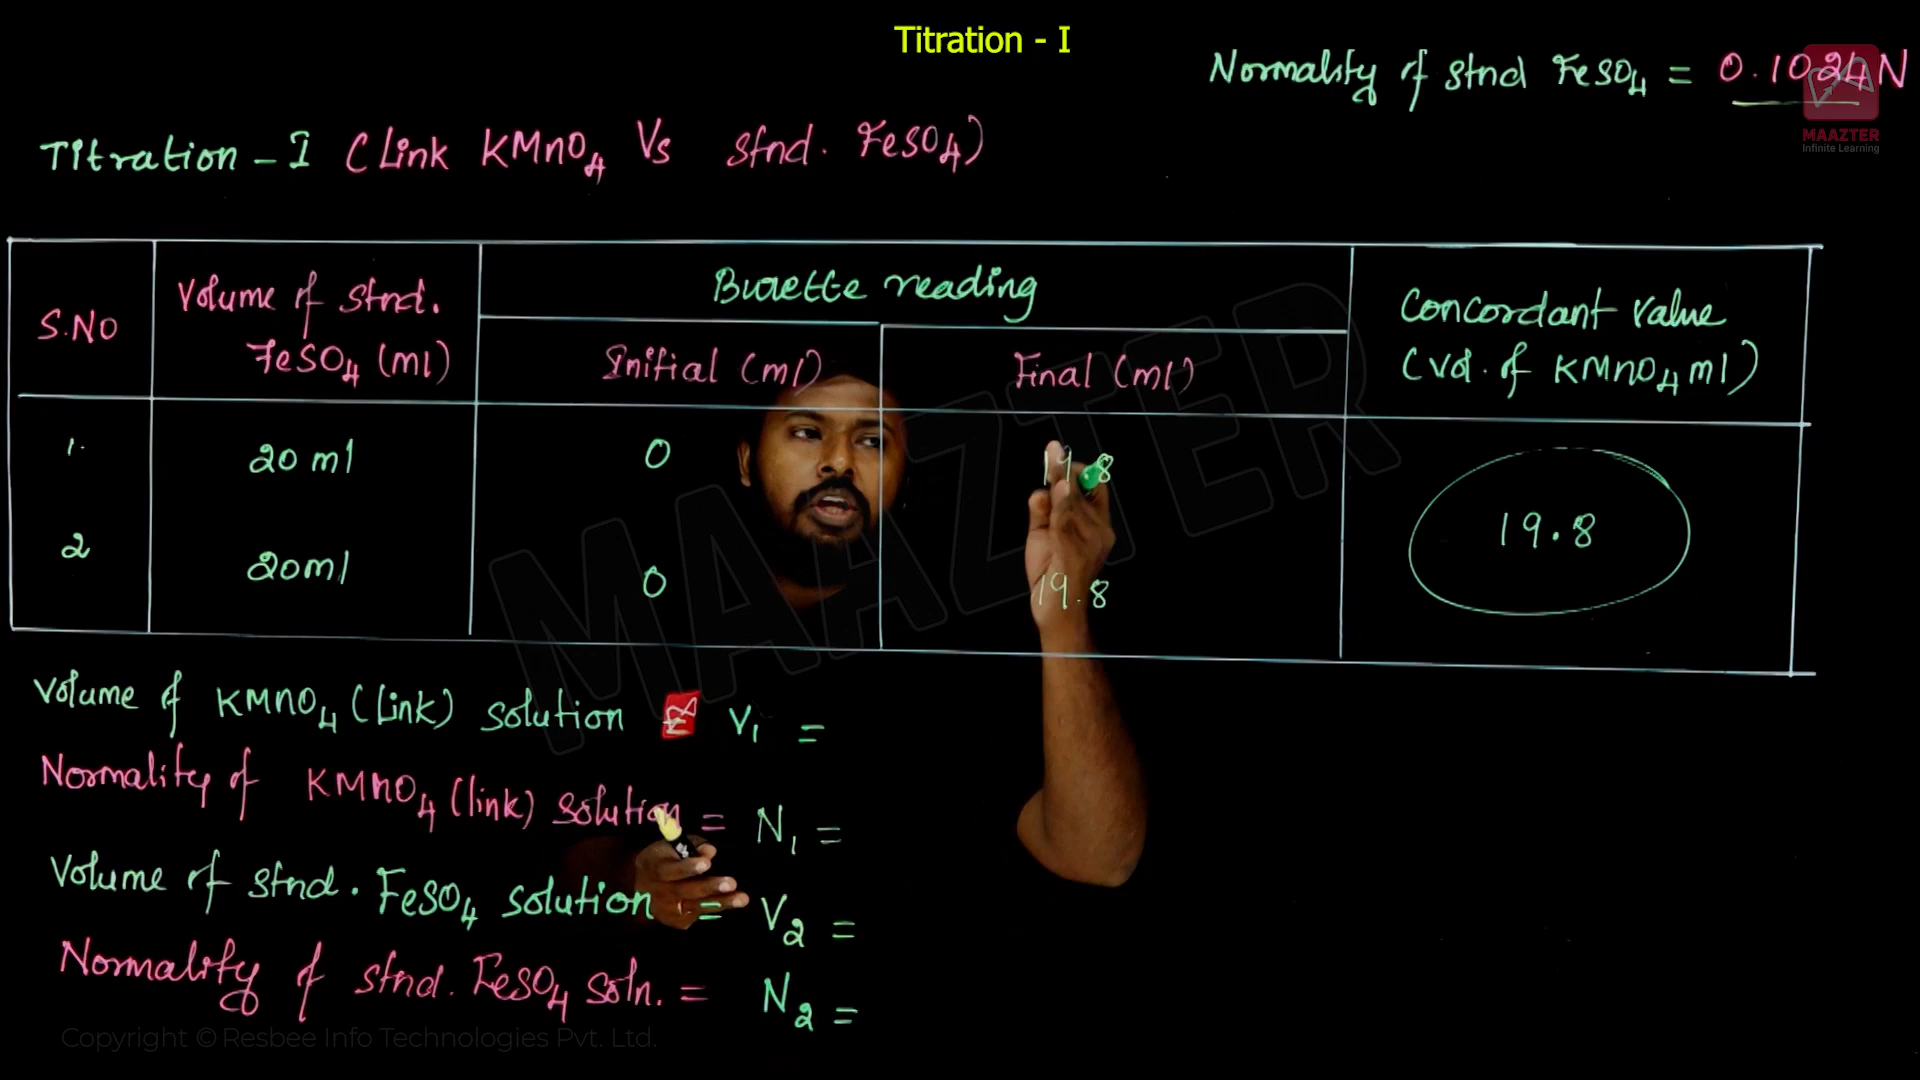 Titration - I
Normality of stnd FeSO4 = 0.1024 N
MAAZTER
Infinite Learning
Titration - I (Link KMnO4 Vs stnd. FeSO4)
S.NO
Volume of stnd. FeSO4 (ml)
Burette reading
Initial (ml)
Final (ml)
Concordant value (Vol. of KMnO4 ml)
1. 20 ml 0 19.8
19.8
2 20ml 0 19.8
MAAZTER
Volume of KMnO4 (Link) solution = V1 =
Normality of KMnO4 (link) solution = N1 =
Volume of stnd. FeSO4 solution = V2 =
Normality of stnd. FeSO4 soln. = N2 =
Copyright © Resbee Info Technologies Pvt. Ltd.